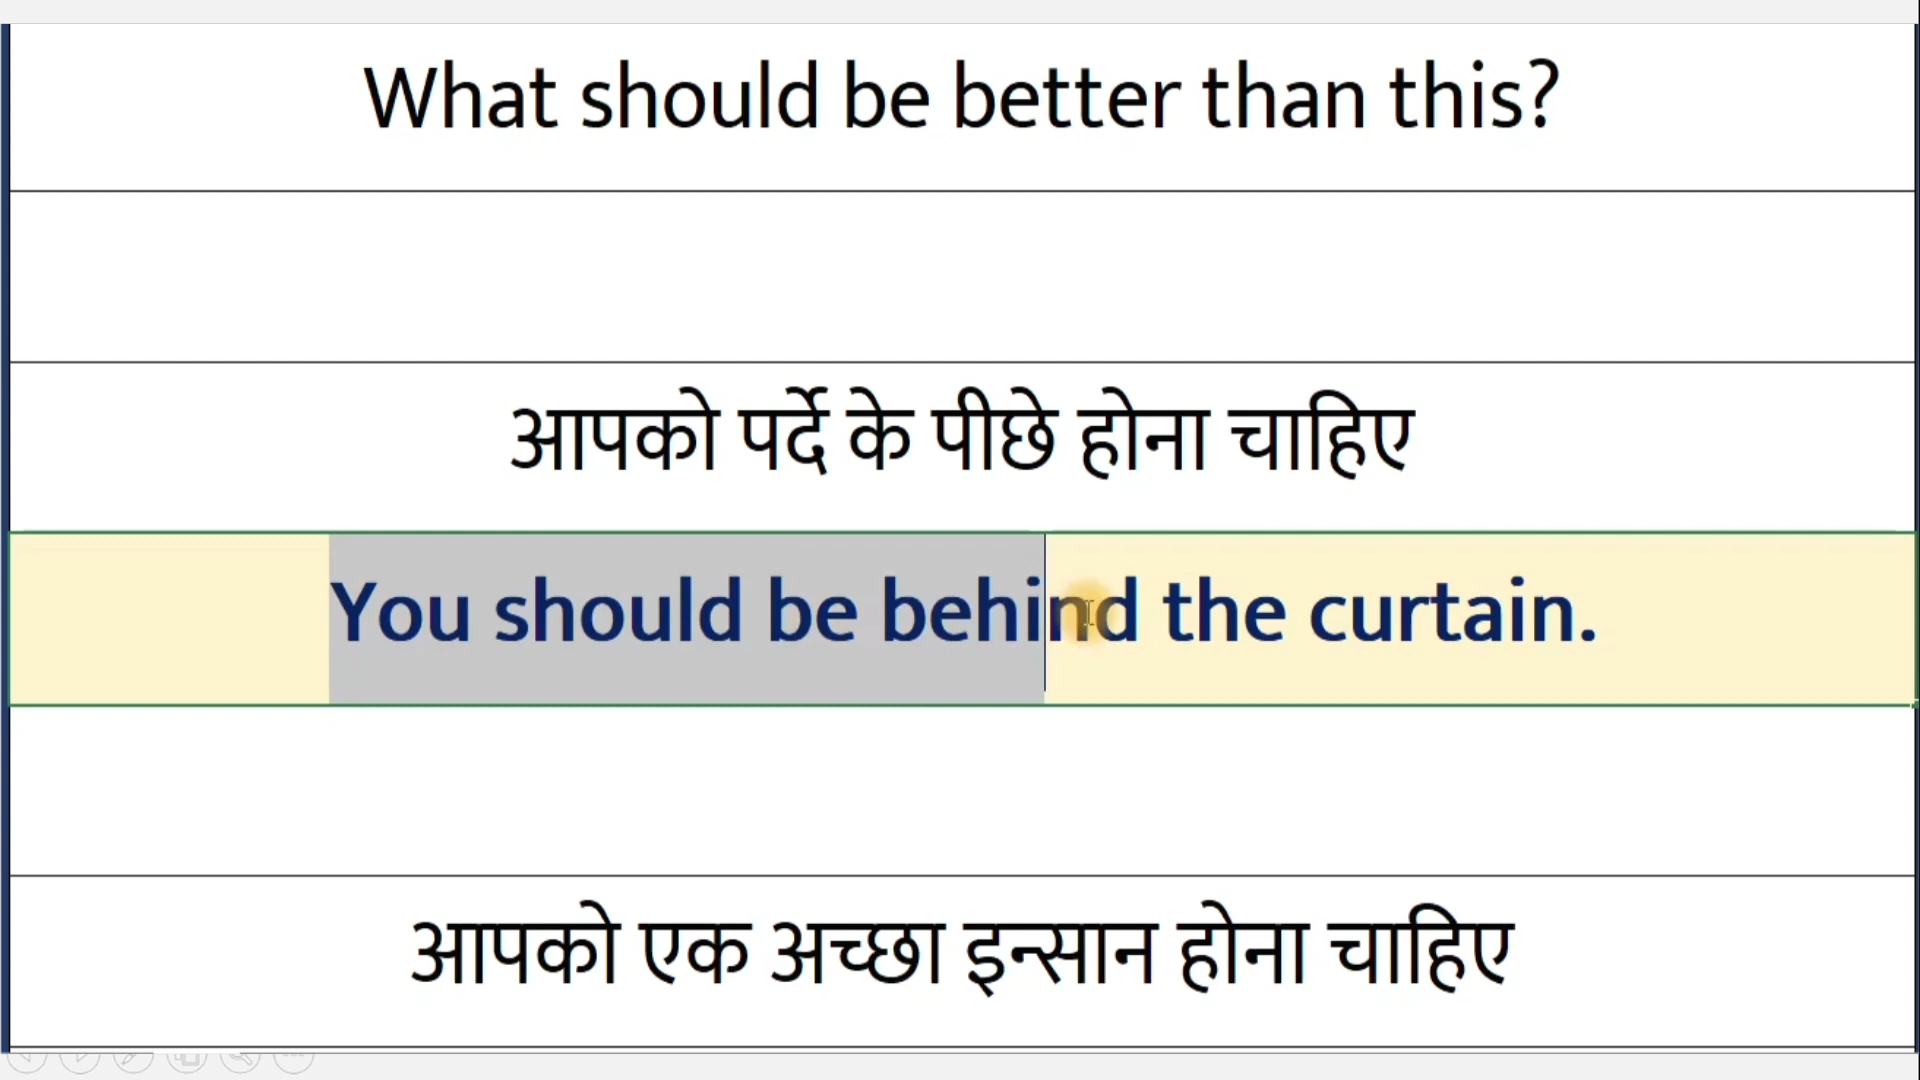 What should be better than this?
आपको पर्दे के पीछे होना चाहिए
You should be behind the curtain.
आपको एक अच्छा इन्सान होना चाहिए